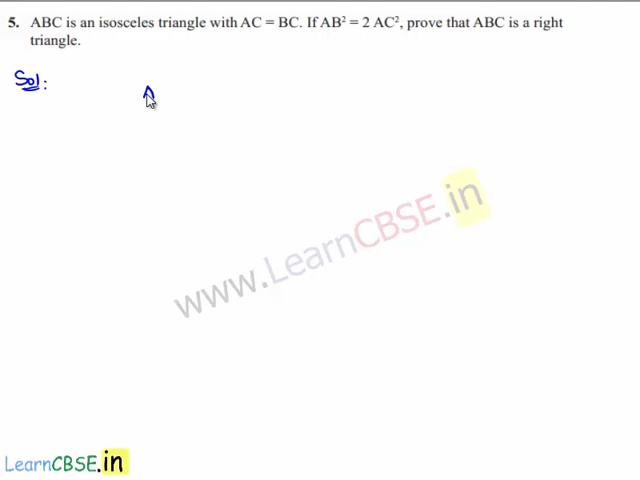 5. ABC is an isosceles triangle with AC = BC. If AB² = 2 AC², prove that ABC is a right
triangle.
Sol:
A
www.LearnCBSE.in
LearnCBSE.in